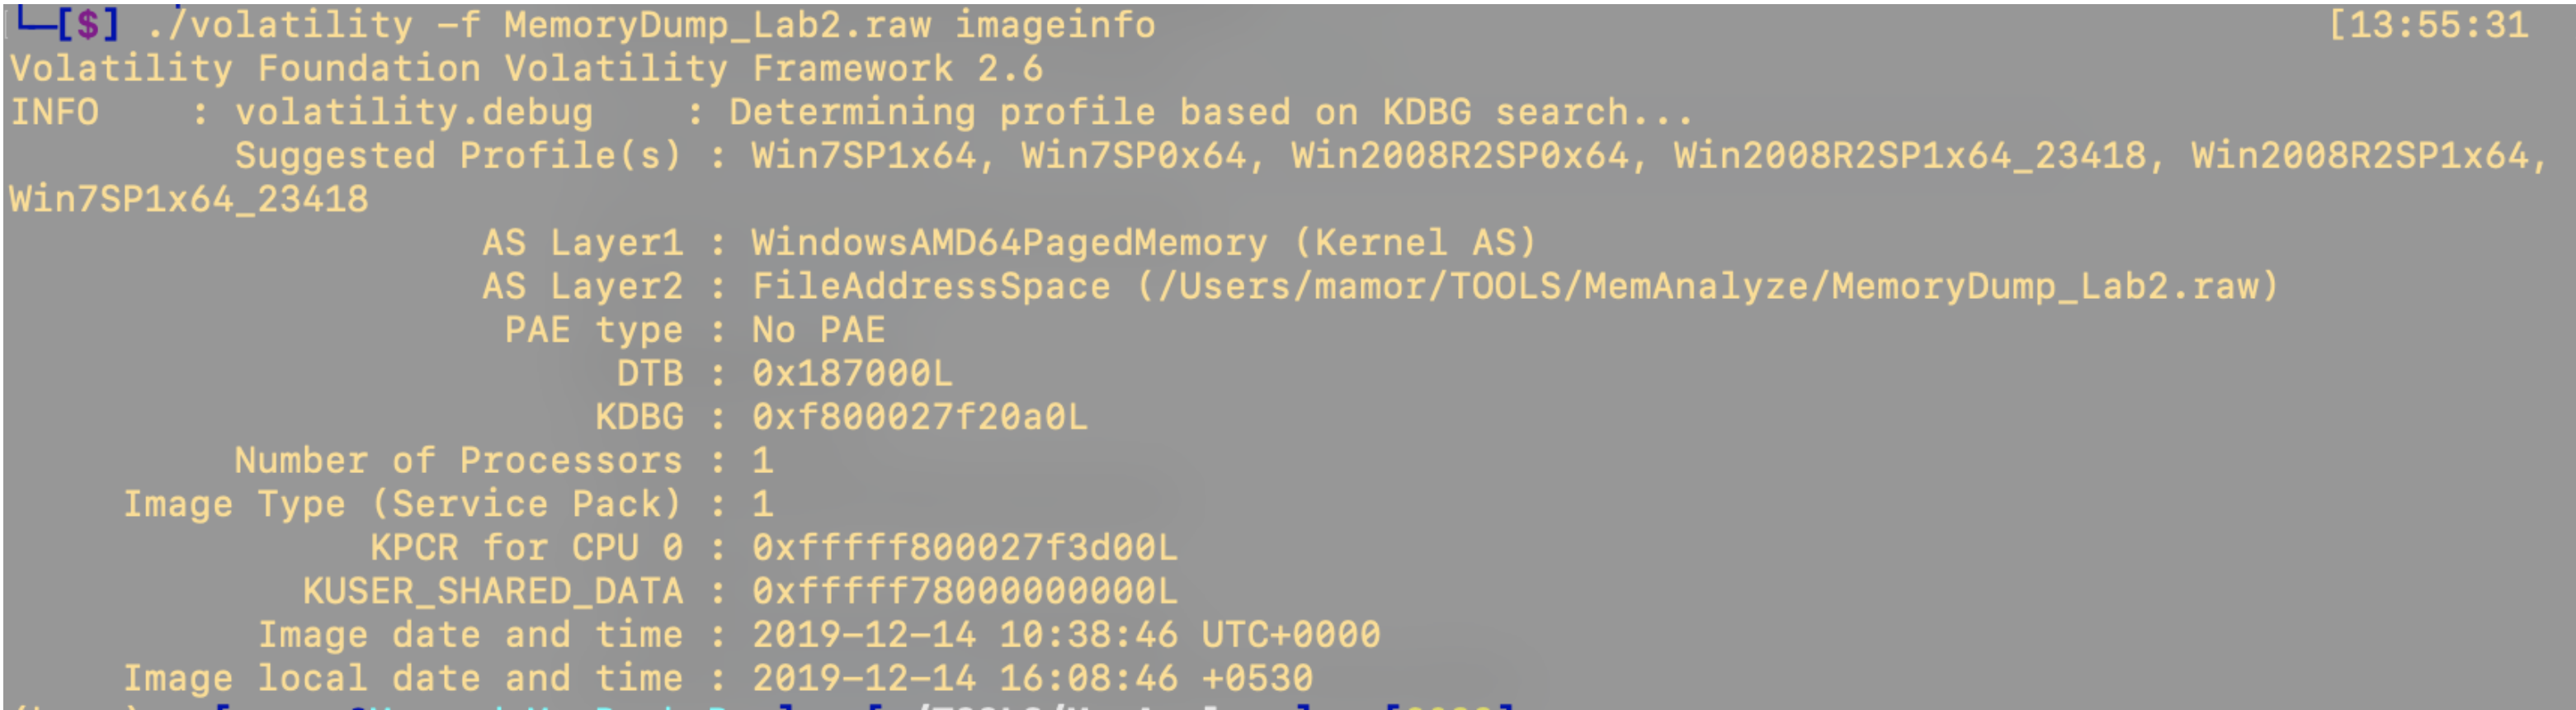 └─[$] ./volatility -f MemoryDump_Lab2.raw imageinfo [13:55:31
Volatility Foundation Volatility Framework 2.6
INFO    : volatility.debug    : Determining profile based on KDBG search...
Suggested Profile(s) : Win7SP1x64, Win7SP0x64, Win2008R2SP0x64, Win2008R2SP1x64_23418, Win2008R2SP1x64,
Win7SP1x64_23418
AS Layer1 : WindowsAMD64PagedMemory (Kernel AS)
AS Layer2 : FileAddressSpace (/Users/mamor/TOOLS/MemAnalyze/MemoryDump_Lab2.raw)
PAE type : No PAE
DTB : 0x187000L
KDBG : 0xf800027f20a0L
Number of Processors : 1
Image Type (Service Pack) : 1
KPCR for CPU 0 : 0xfffff800027f3d00L
KUSER_SHARED_DATA : 0xfffff78000000000L
Image date and time : 2019-12-14 10:38:46 UTC+0000
Image local date and time : 2019-12-14 16:08:46 +0530